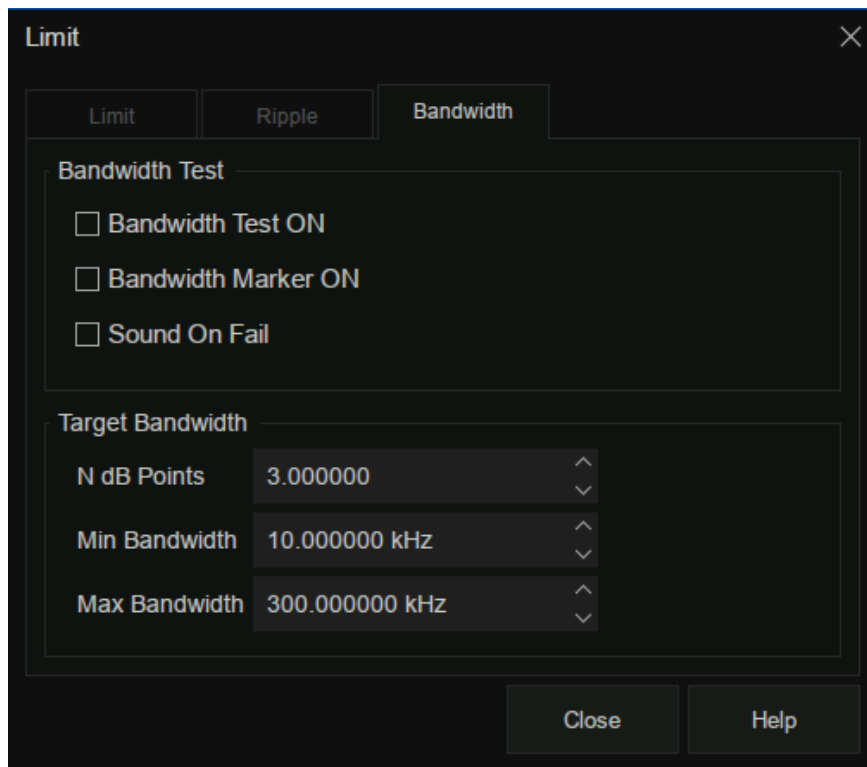 Limit
Limit Ripple Bandwidth
Bandwidth Test
Bandwidth Test ON
Bandwidth Marker ON
Sound On Fail
Target Bandwidth
N dB Points 3.000000
Min Bandwidth 10.000000 kHz
Max Bandwidth 300.000000 kHz
Close Help